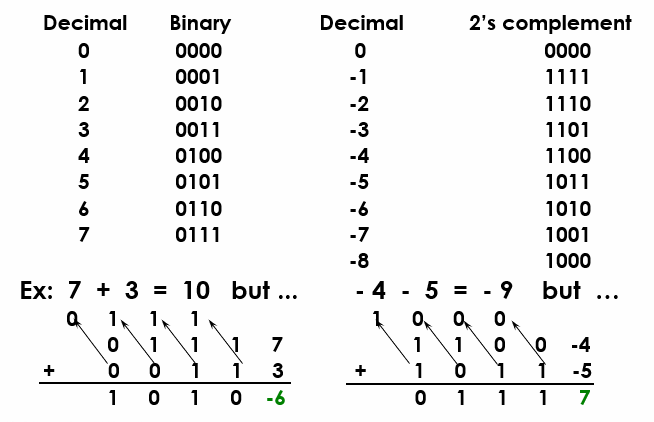 Decimal Binary Decimal 2's complement
0 0000 0 0000
1 0001 -1 1111
2 0010 -2 1110
3 0011 -3 1101
4 0100 -4 1100
5 0101 -5 1011
6 0110 -6 1010
7 0111 -7 1001
-8 1000
Ex: 7 + 3 = 10 but ... - 4 - 5 = - 9 but ...
0 1 1 1 1 0 0 0
0 1 1 1 7 1 1 0 0 -4
+ 0 0 1 1 3 + 1 0 1 1 -5
1 0 1 0 -6 0 1 1 1 7